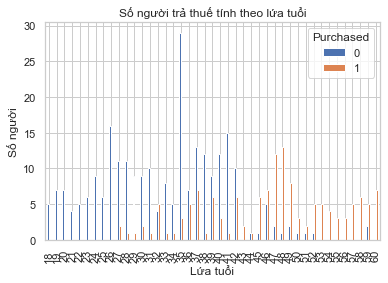 Số người trả thuế tính theo lứa tuổi
Purchased
0
1
30
25
20
15
10
5
0
Số người
18 19 20 21 22 23 24 25 26 27 28 29 30 31 32 33 34 35 36 37 38 39 40 41 42 43 44 45 46 47 48 49 50 51 52 53 54 55 56 57 58 59 60
Lứa tuổi